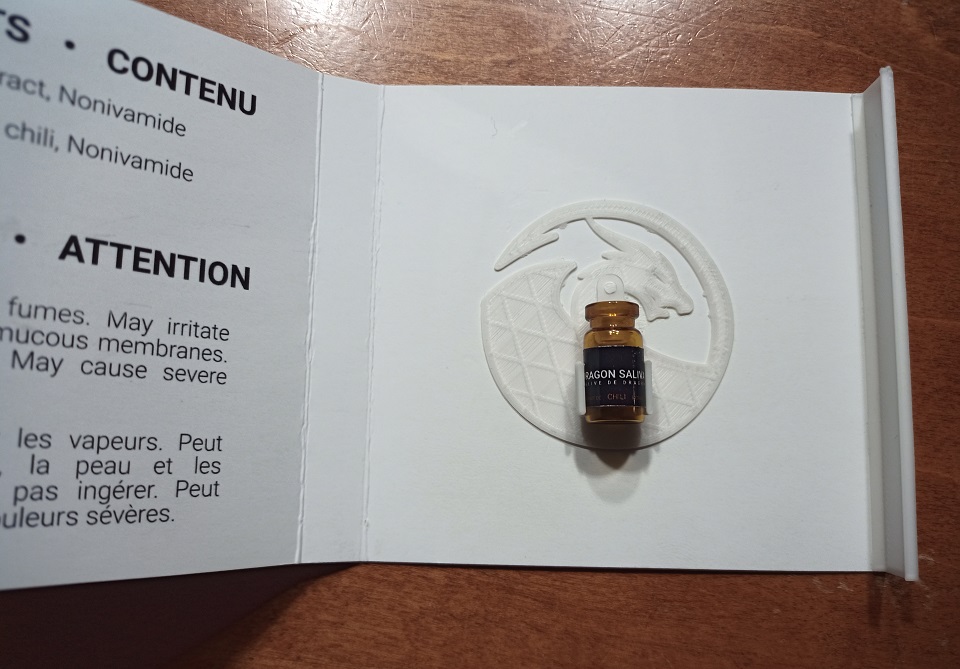 TS • CONTENU
ract, Nonivamide
chili, Nonivamide
• ATTENTION
fumes. May irritate
mucous membranes.
May cause severe
les vapeurs. Peut
, la peau et les
pas ingérer. Peut
ouleurs sévères.
RAGON SALIV
IVE DE DRAG
CHILI